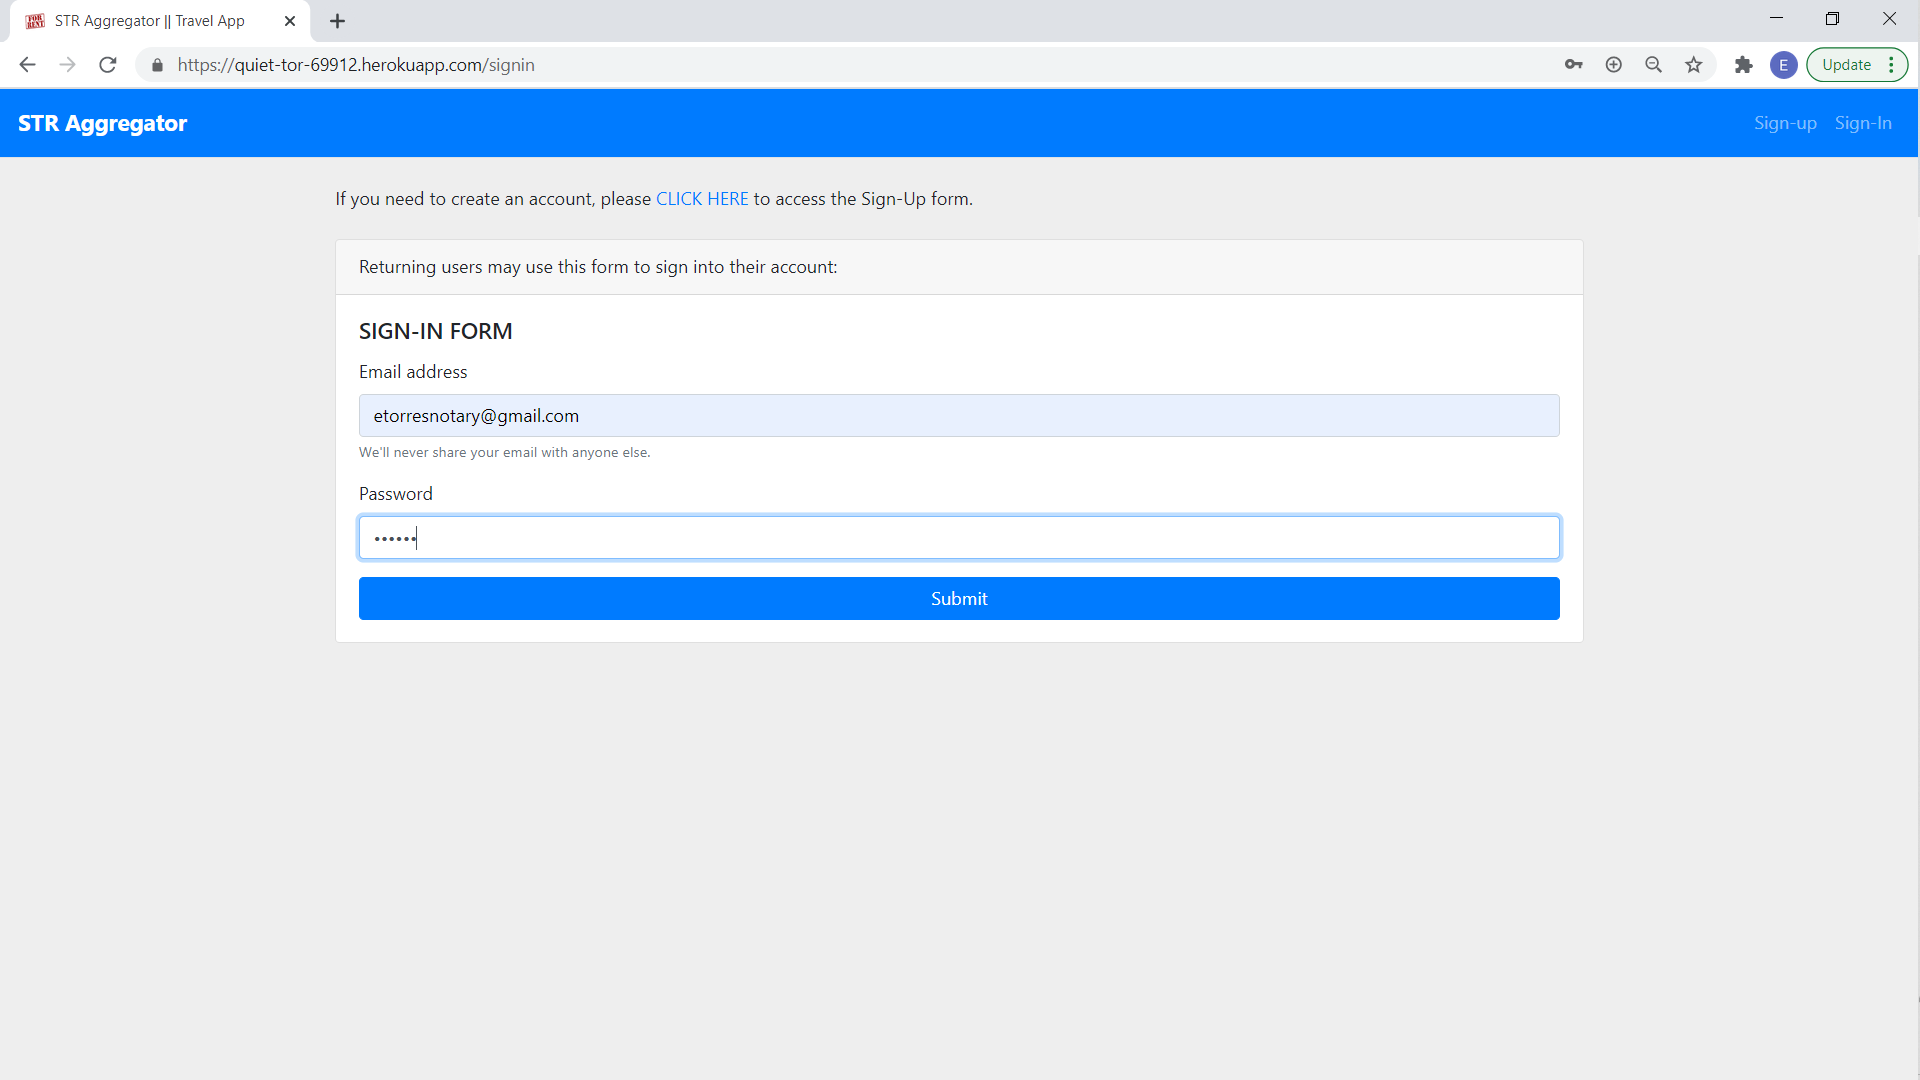 FOR RENT
STR Aggregator || Travel App
https://quiet-tor-69912.herokuapp.com/signin
E
Update
STR Aggregator
Sign-up Sign-In
If you need to create an account, please CLICK HERE to access the Sign-Up form.
Returning users may use this form to sign into their account:
SIGN-IN FORM
Email address
etorresnotary@gmail.com
We'll never share your email with anyone else.
Password
••••••
Submit